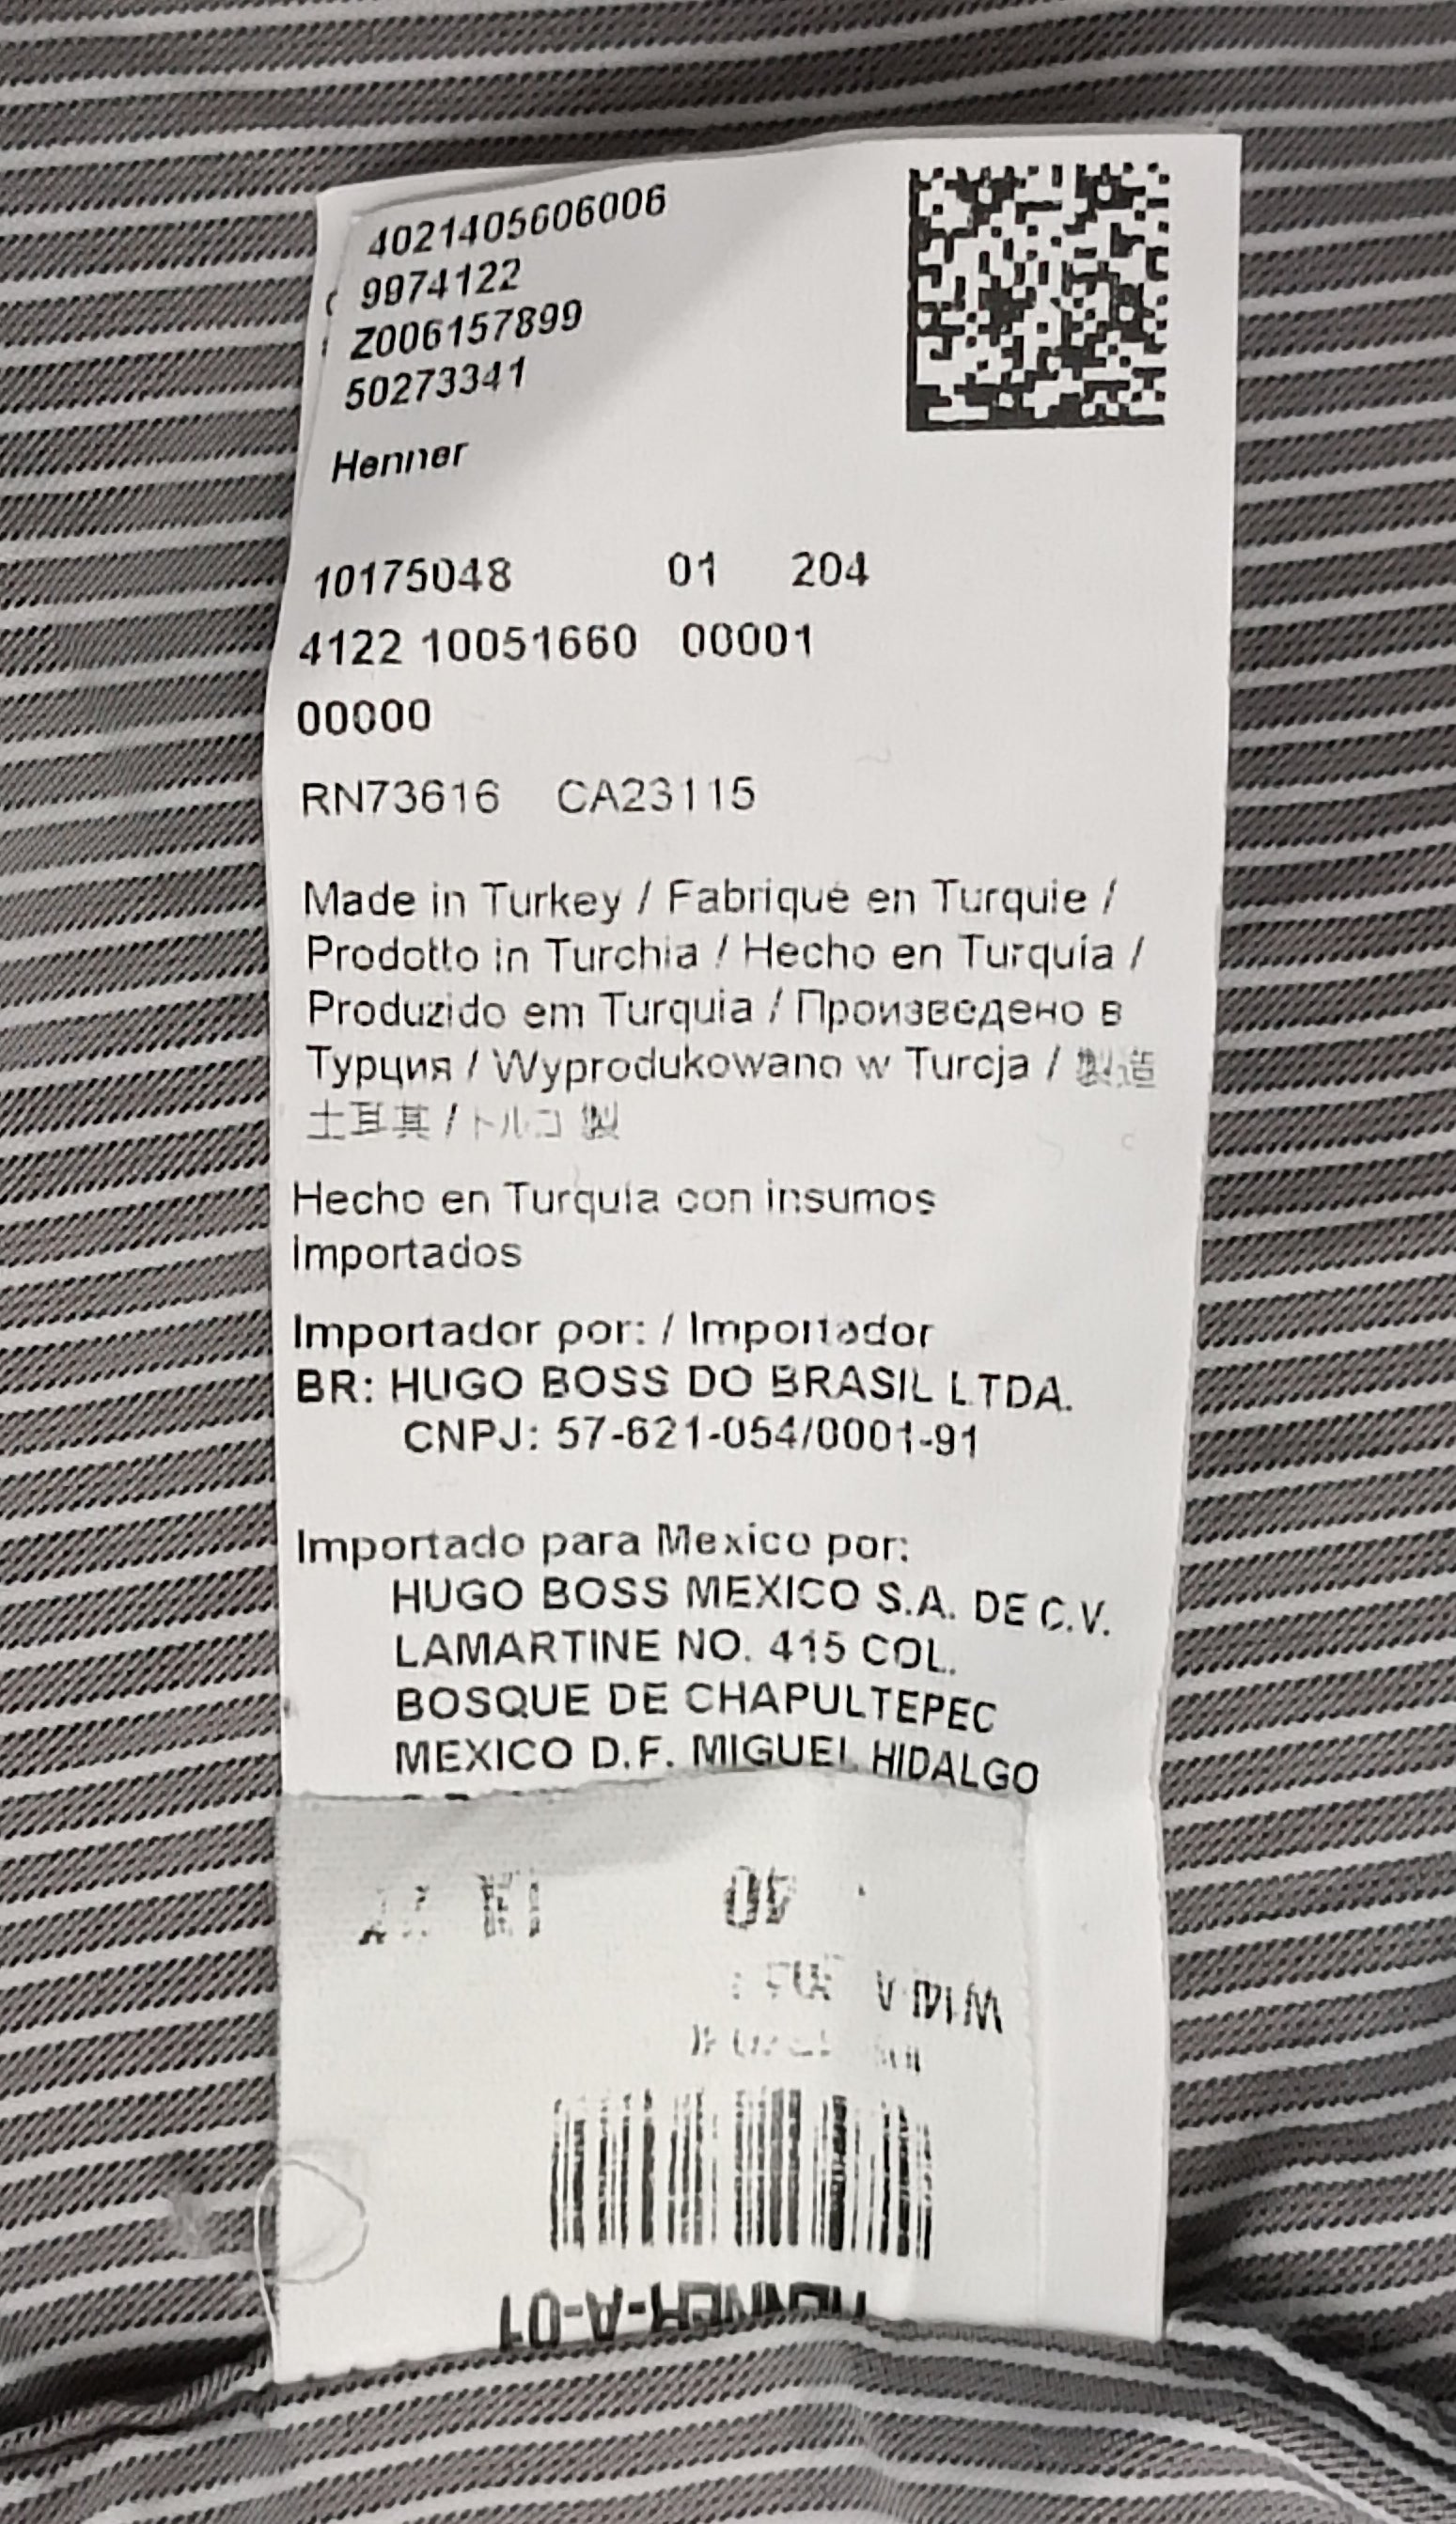 4021405606006
9974122
Z006157899
50273341
Henner
10175048 01 204
4122 10051660 00001
00000
RN73616 CA23115
Made in Turkey / Fabriqué en Turquie /
Prodotto in Turchia / Hecho en Turquía /
Produzido em Turquia / Произведено в
Турция / Wyprodukowano w Turcja / 製造
土耳其 / トルコ 製
Hecho en Turquía con insumos
Importados
Importador por: / Importador
BR: HUGO BOSS DO BRASIL LTDA.
CNPJ: 57-621-054/0001-91
Importado para Mexico por:
HUGO BOSS MEXICO S.A. DE C.V.
LAMARTINE NO. 415 COL.
BOSQUE DE CHAPULTEPEC
MEXICO D.F. MIGUEL HIDALGO
40
HENNER-A-01